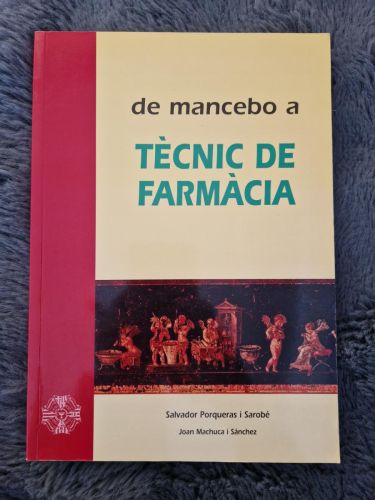 de mancebo a
TÈCNIC DE
FARMÀCIA
Salvador Porqueras i Sarobé
Joan Machuca i Sánchez